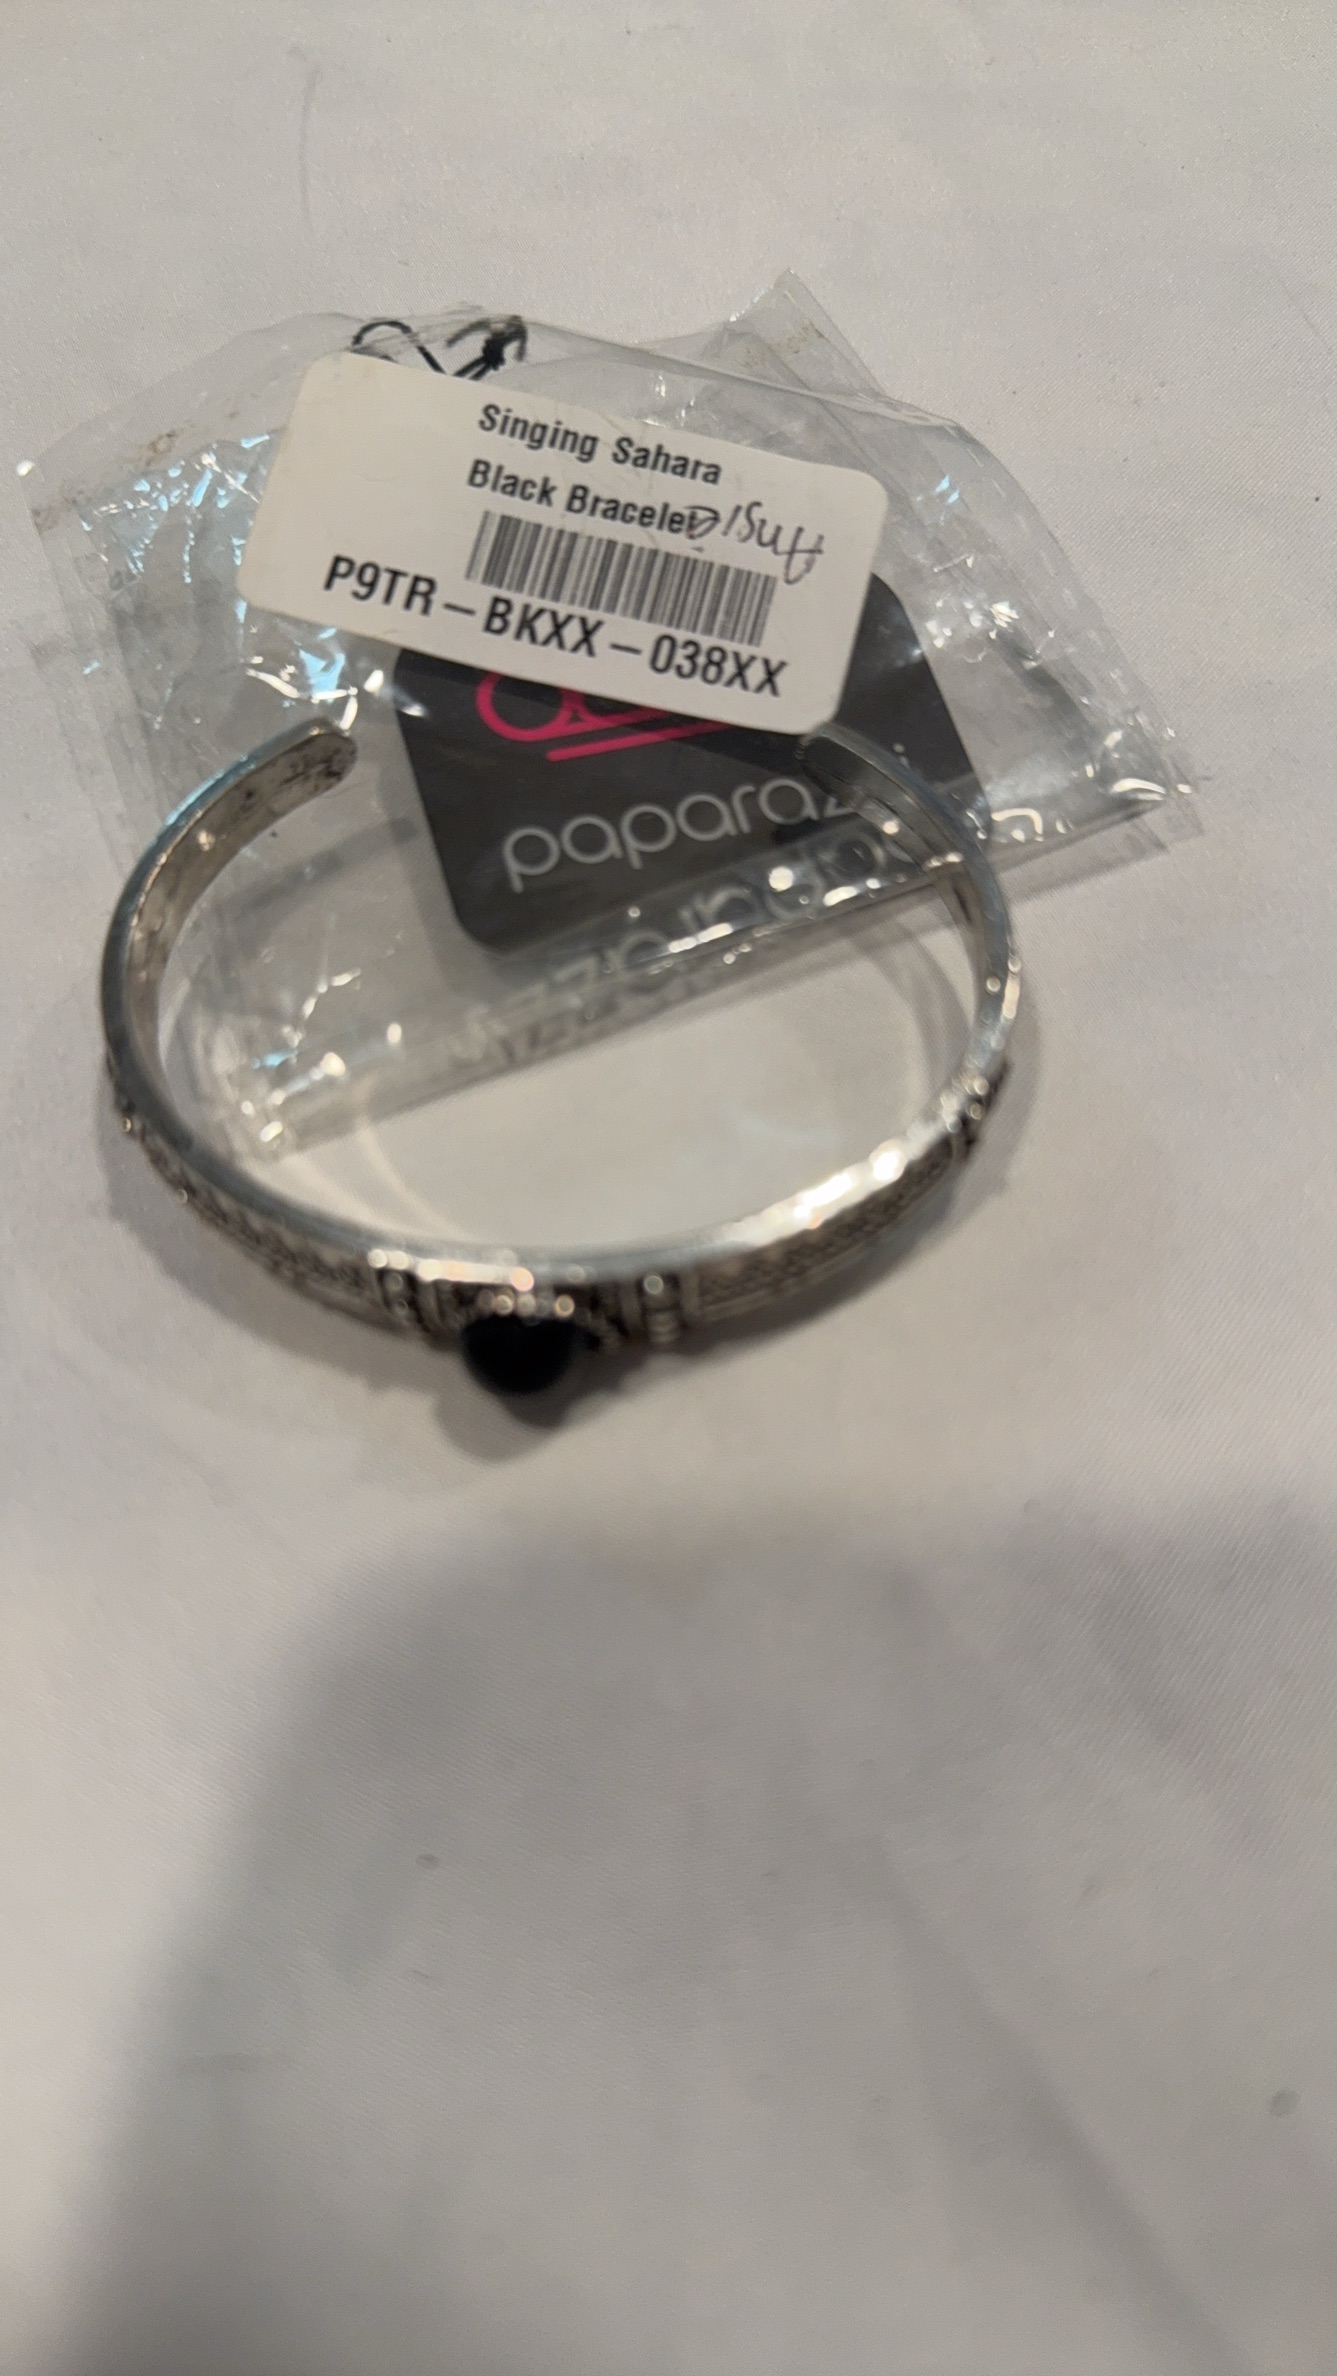 Singing Sahara
Black Bracelet
P9TR-BKXX-038XX
paparazzi